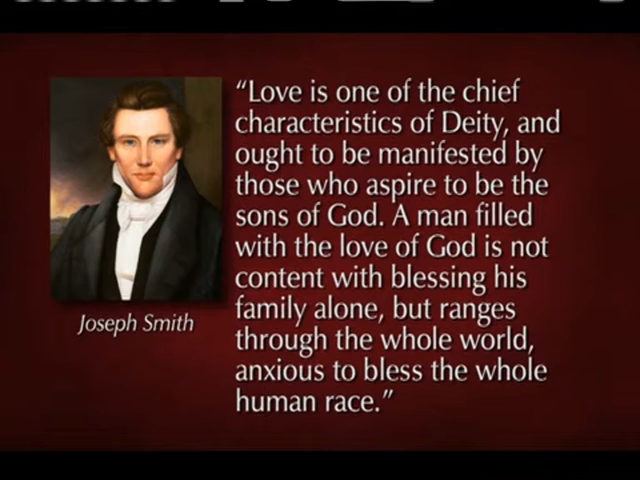 “Love is one of the chief
characteristics of Deity, and
ought to be manifested by
those who aspire to be the
sons of God. A man filled
with the love of God is not
content with blessing his
family alone, but ranges
through the whole world,
anxious to bless the whole
human race.”
Joseph Smith